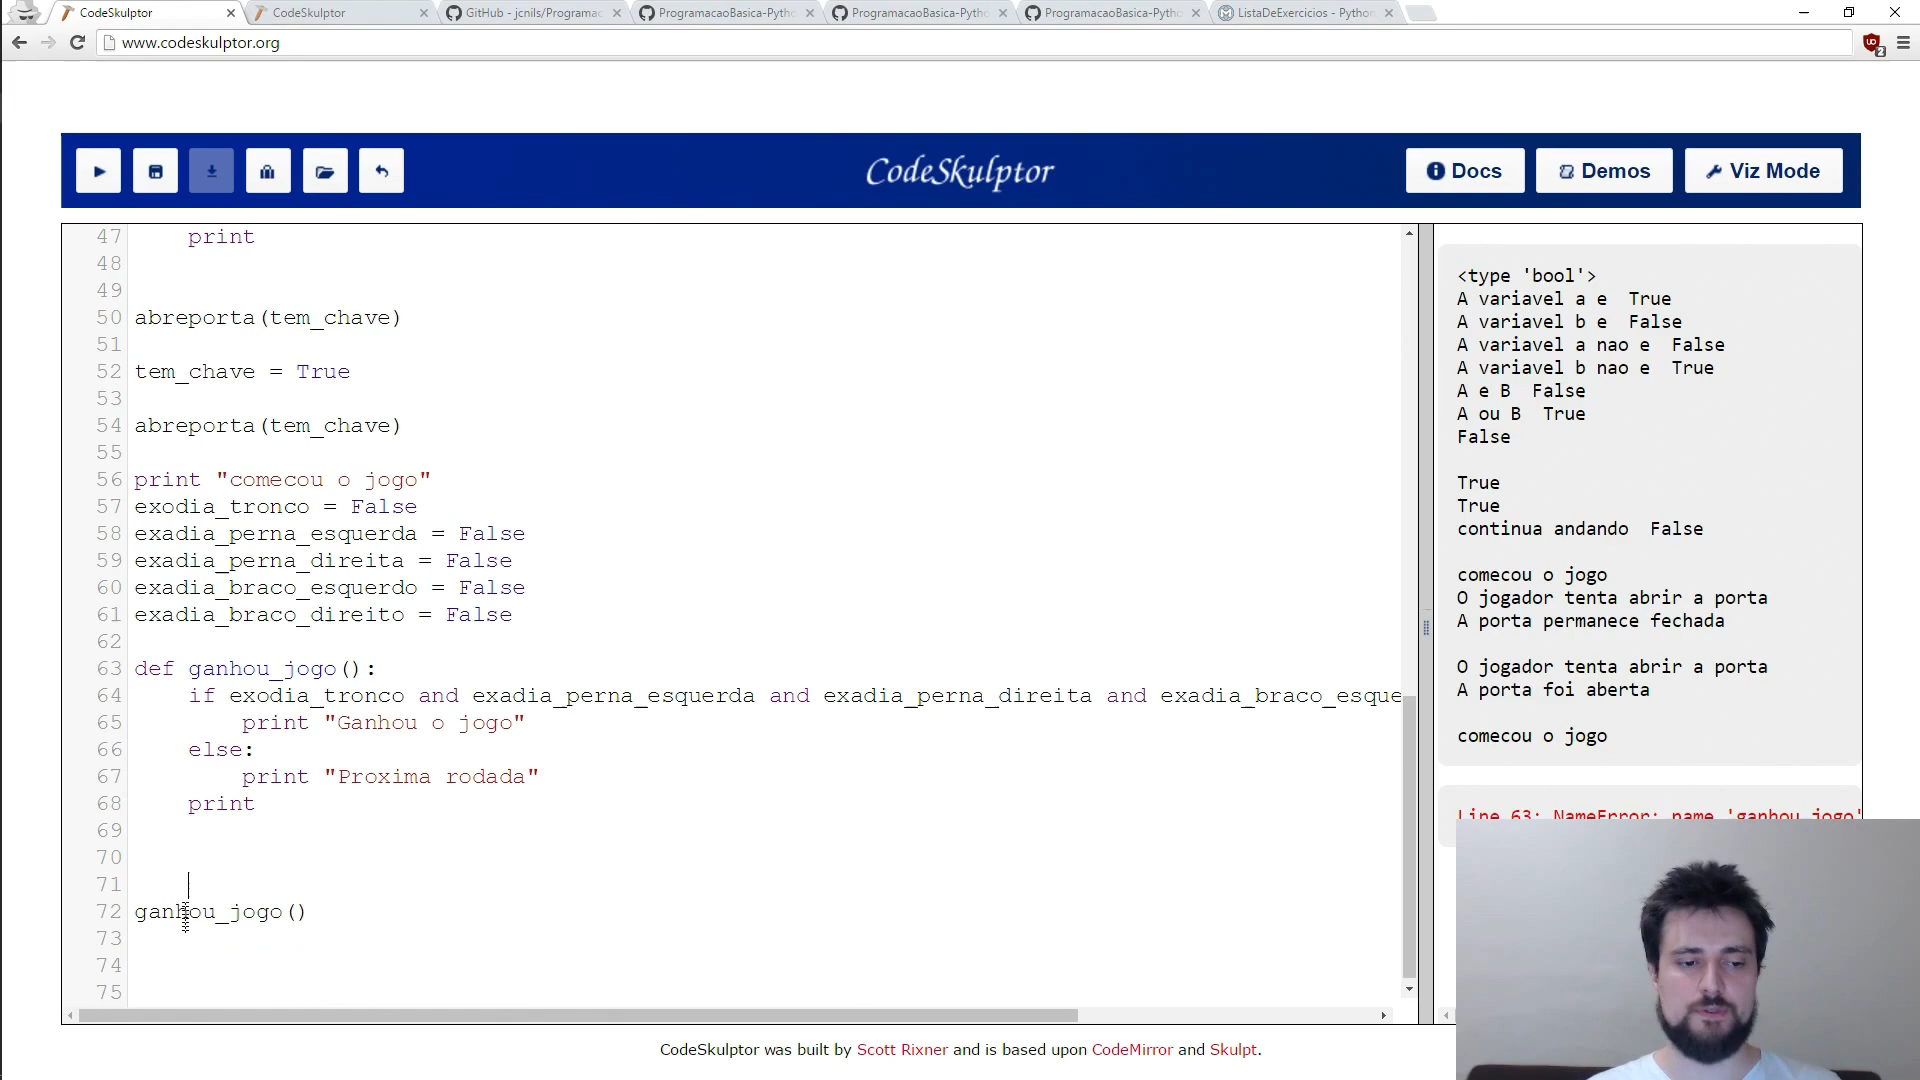 CodeSkulptor
CodeSkulptor
GitHub - jcnils/Programac
ProgramacaoBasica-Pytho
ProgramacaoBasica-Pytho
ProgramacaoBasica-Pytho
ListaDeExercicios - Python
www.codeskulptor.org
2
CodeSkulptor
Docs
Demos
Viz Mode
47 print
48
49
50 abreporta(tem_chave)
51
52 tem_chave = True
53
54 abreporta(tem_chave)
55
56 print "comecou o jogo"
57 exodia_tronco = False
58 exadia_perna_esquerda = False
59 exadia_perna_direita = False
60 exadia_braco_esquerdo = False
61 exadia_braco_direito = False
62
63 def ganhou_jogo():
64 if exodia_tronco and exadia_perna_esquerda and exadia_perna_direita and exadia_braco_esque
65 print "Ganhou o jogo"
66 else:
67 print "Proxima rodada"
68 print
69
70
71
72 ganhou_jogo()
73
74
75
<type 'bool'>
A variavel a e  True
A variavel b e  False
A variavel a nao e  False
A variavel b nao e  True
A e B  False
A ou B  True
False
True
True
continua andando  False
comecou o jogo
O jogador tenta abrir a porta
A porta permanece fechada
O jogador tenta abrir a porta
A porta foi aberta
comecou o jogo
Line 63: NameError: name 'ganhou_jogo'
CodeSkulptor was built by Scott Rixner and is based upon CodeMirror and Skulpt.